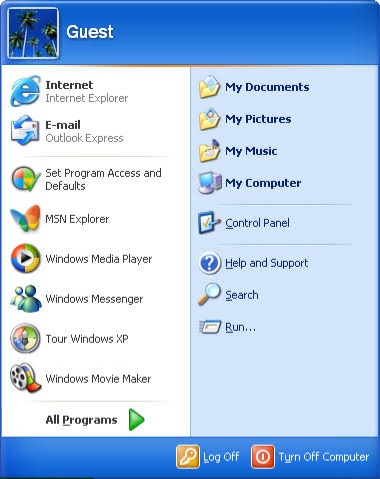 Guest
Internet
Internet Explorer
E-mail
Outlook Express
Set Program Access and
Defaults
MSN Explorer
Windows Media Player
Windows Messenger
Tour Windows XP
Windows Movie Maker
All Programs
My Documents
My Pictures
My Music
My Computer
Control Panel
Help and Support
Search
Run...
Log Off
Turn Off Computer